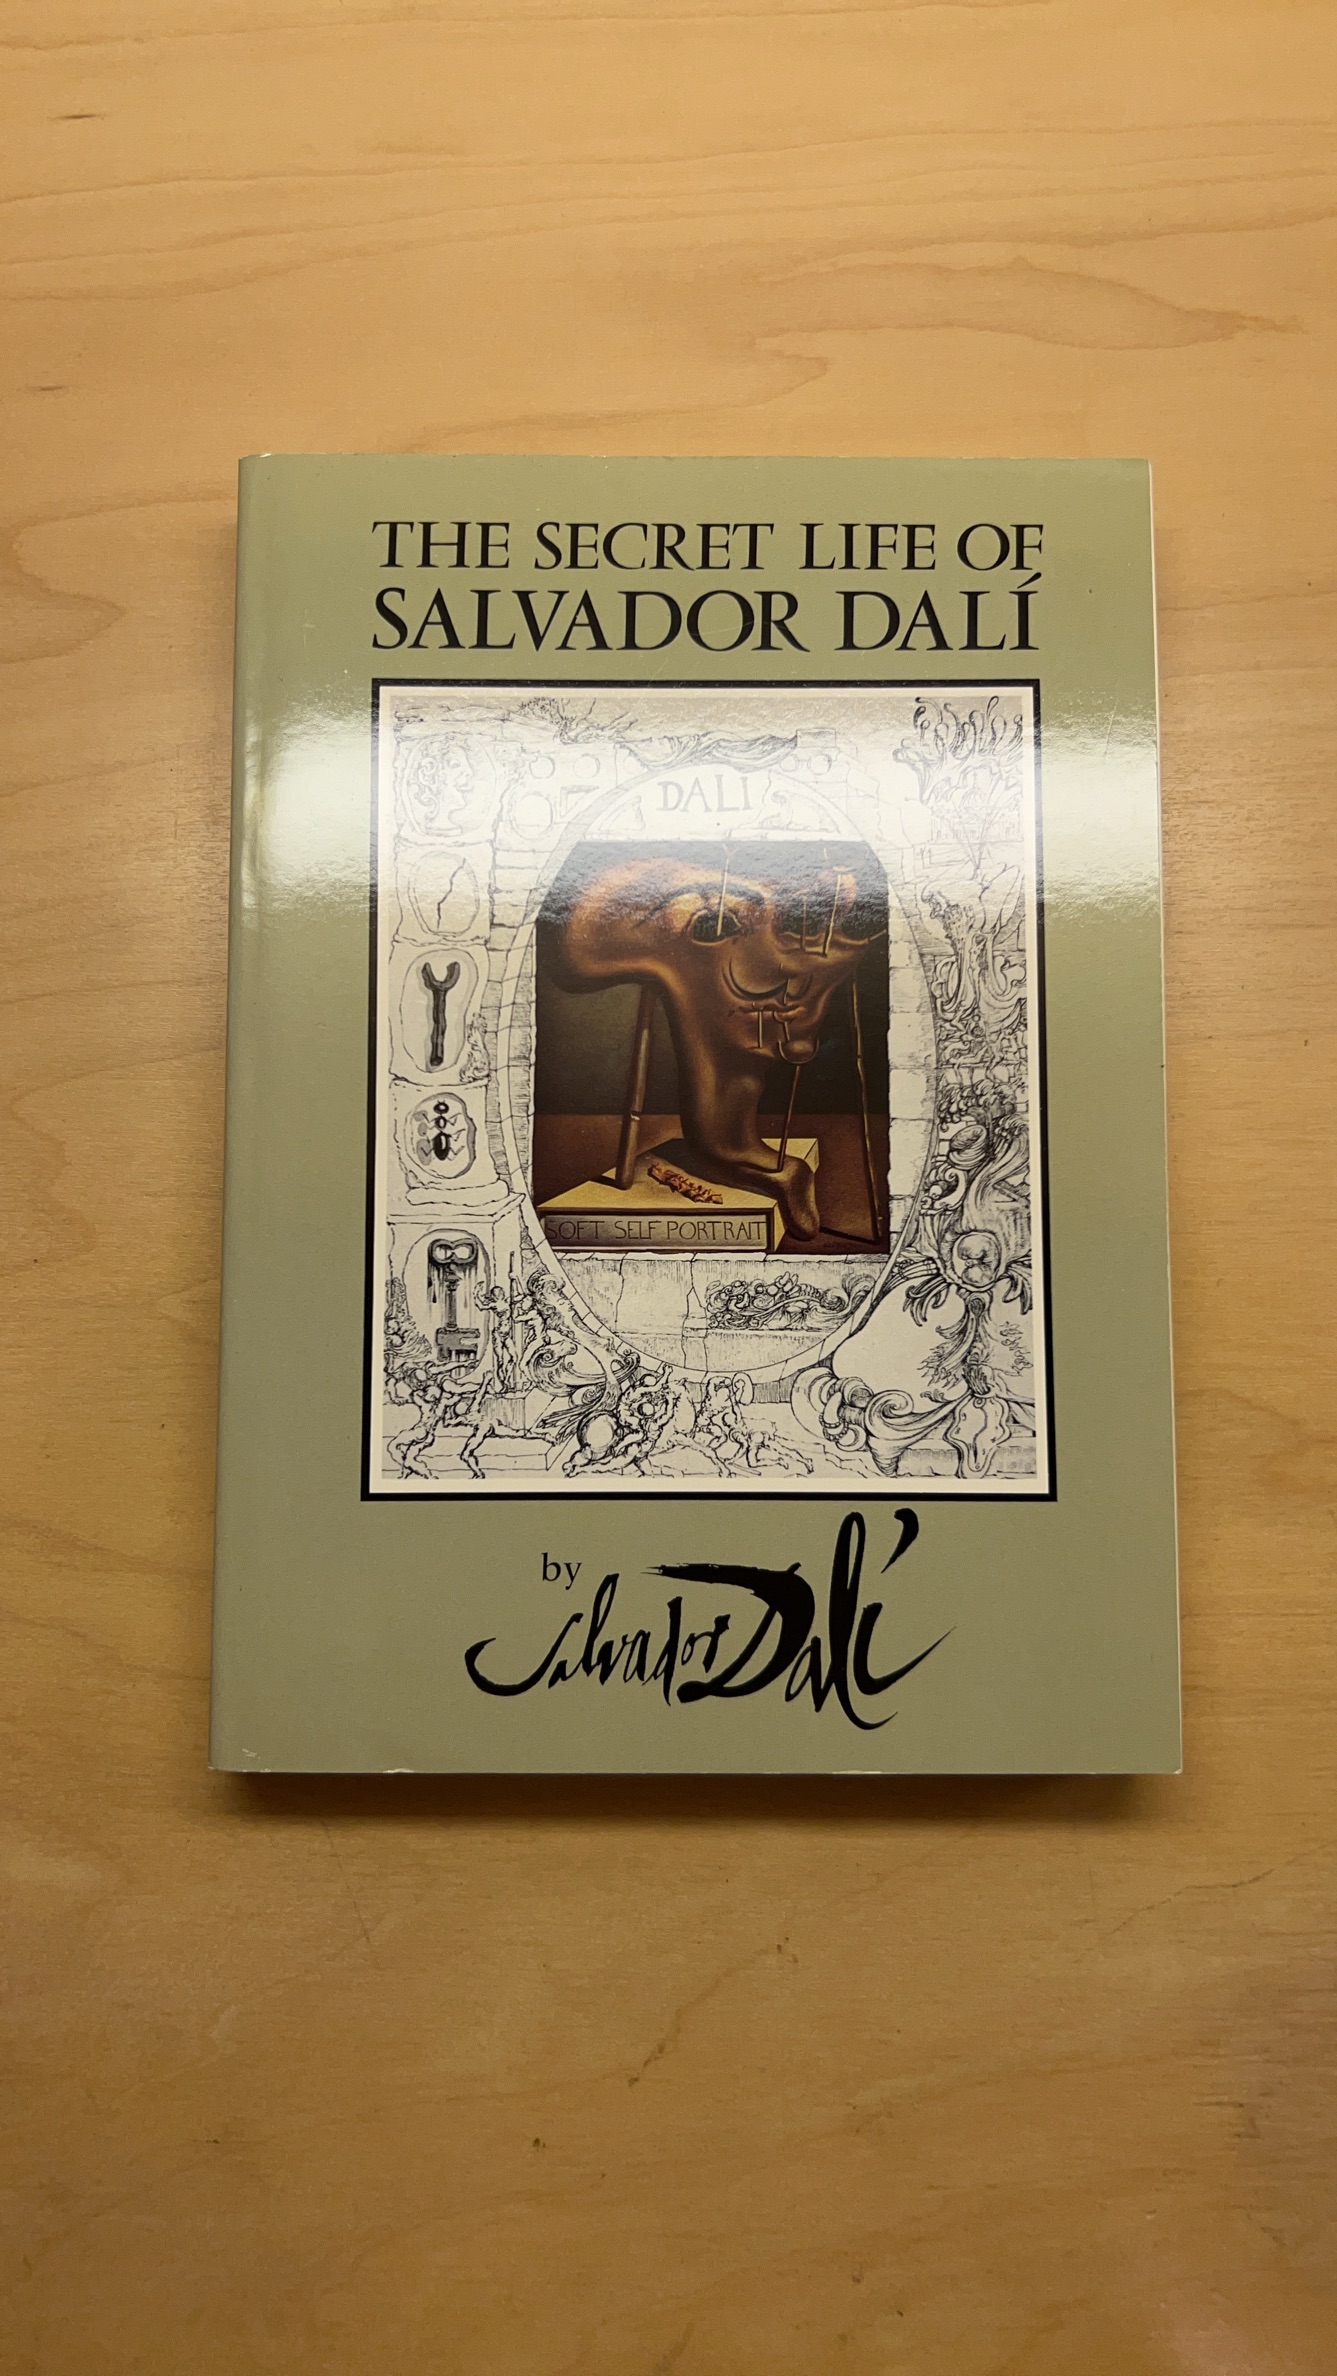 THE SECRET LIFE OF
SALVADOR DALÍ
DALI
SOFT SELF PORTRAIT
by
Salvador Dalí